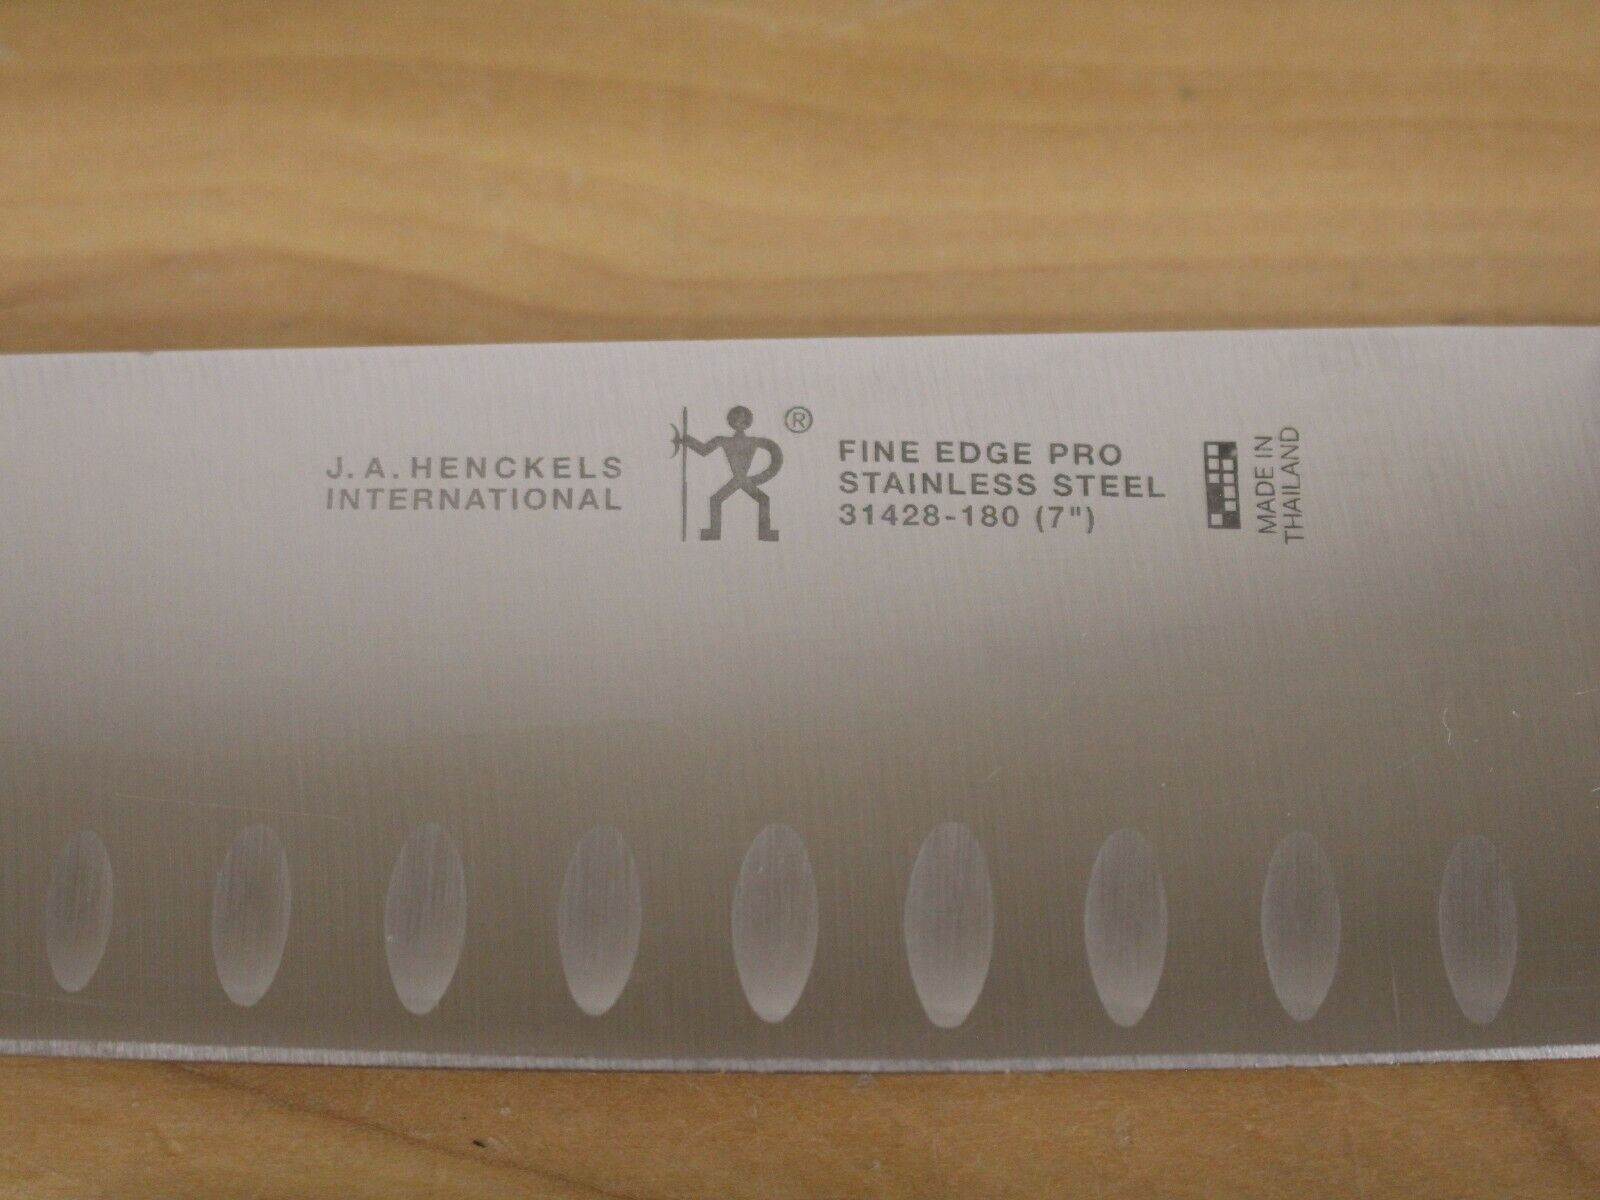 J. A. HENCKELS
INTERNATIONAL
®
FINE EDGE PRO
STAINLESS STEEL
31428-180 (7")
MADE IN
THAILAND